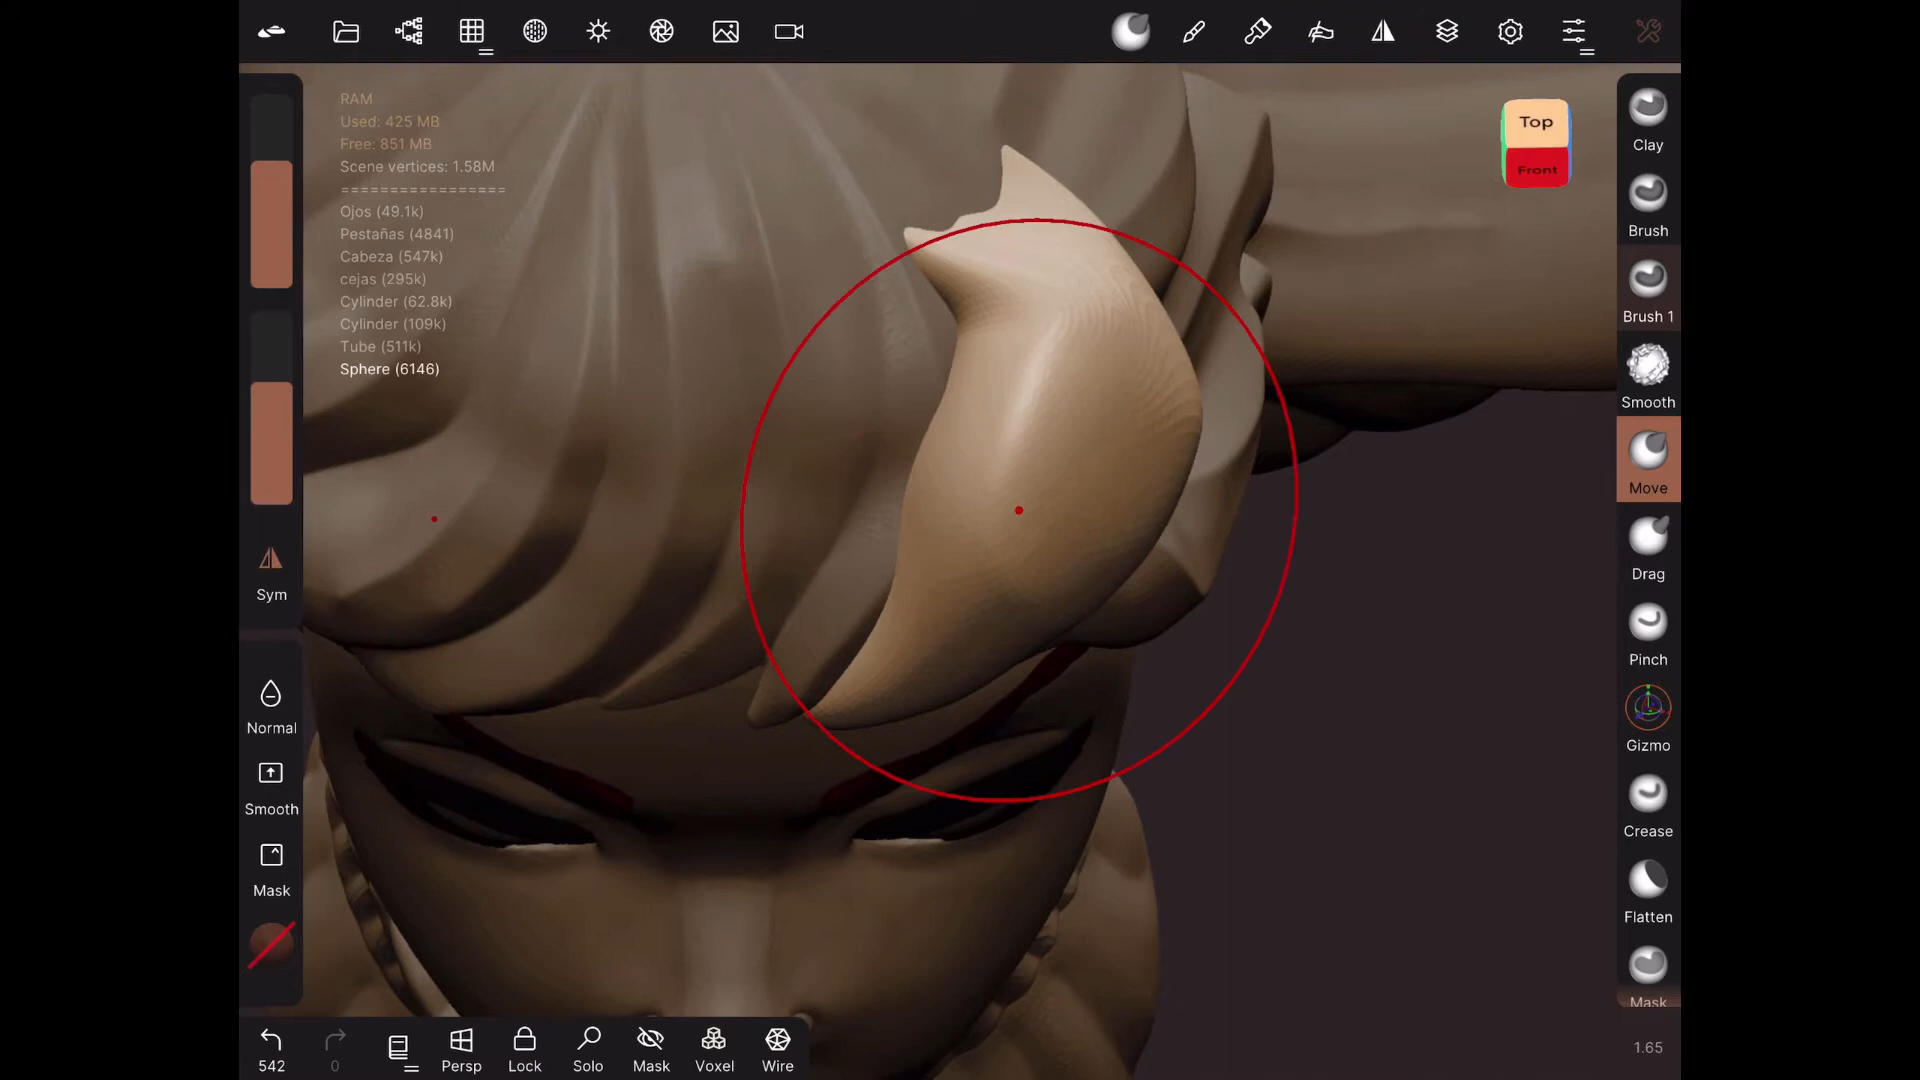 RAM
Used: 425 MB
Free: 851 MB
Scene vertices: 1.58M
=================
Ojos (49.1k)
Pestañas (4841)
Cabeza (547k)
cejas (295k)
Cylinder (62.8k)
Cylinder (109k)
Tube (511k)
Sphere (6146)
Top
Front
Clay
Brush
Brush 1
Smooth
Move
Drag
Pinch
Gizmo
Crease
Flatten
Mask
1.65
Sym
Normal
Smooth
Mask
542
0
Persp
Lock
Solo
Mask
Voxel
Wire